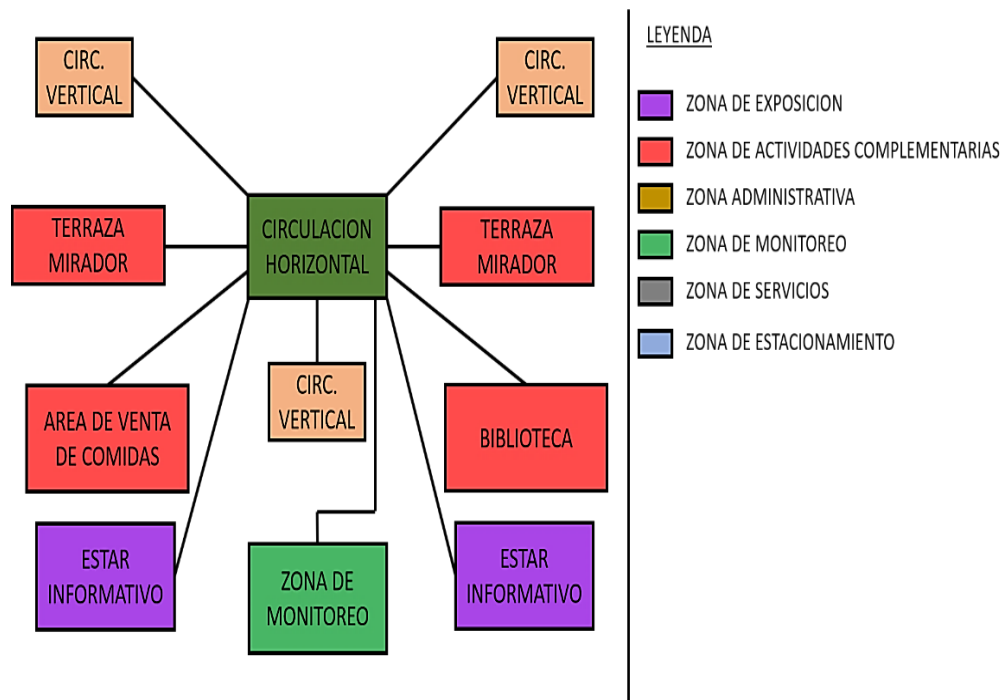 CIRC.
VERTICAL
CIRC.
VERTICAL
TERRAZA
MIRADOR
CIRCULACION
HORIZONTAL
TERRAZA
MIRADOR
CIRC.
VERTICAL
AREA DE VENTA
DE COMIDAS
BIBLIOTECA
ESTAR
INFORMATIVO
ZONA DE
MONITOREO
ESTAR
INFORMATIVO
LEYENDA
ZONA DE EXPOSICION
ZONA DE ACTIVIDADES COMPLEMENTARIAS
ZONA ADMINISTRATIVA
ZONA DE MONITOREO
ZONA DE SERVICIOS
ZONA DE ESTACIONAMIENTO